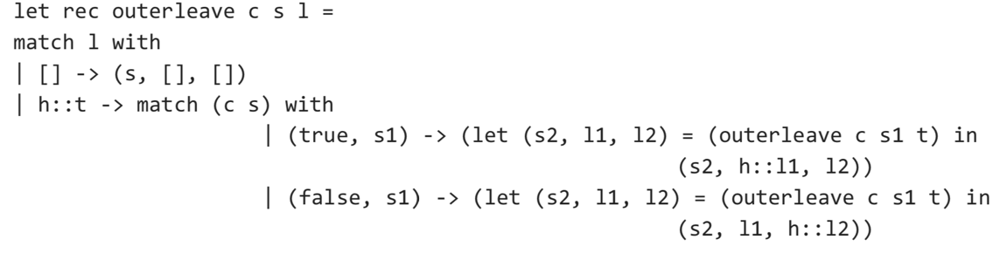 let rec outerleave c s l =
match l with
| [] -> (s, [], [])
| h::t -> match (c s) with
| (true, s1) -> (let (s2, l1, l2) = (outerleave c s1 t) in
(s2, h::l1, l2))
| (false, s1) -> (let (s2, l1, l2) = (outerleave c s1 t) in
(s2, l1, h::l2))